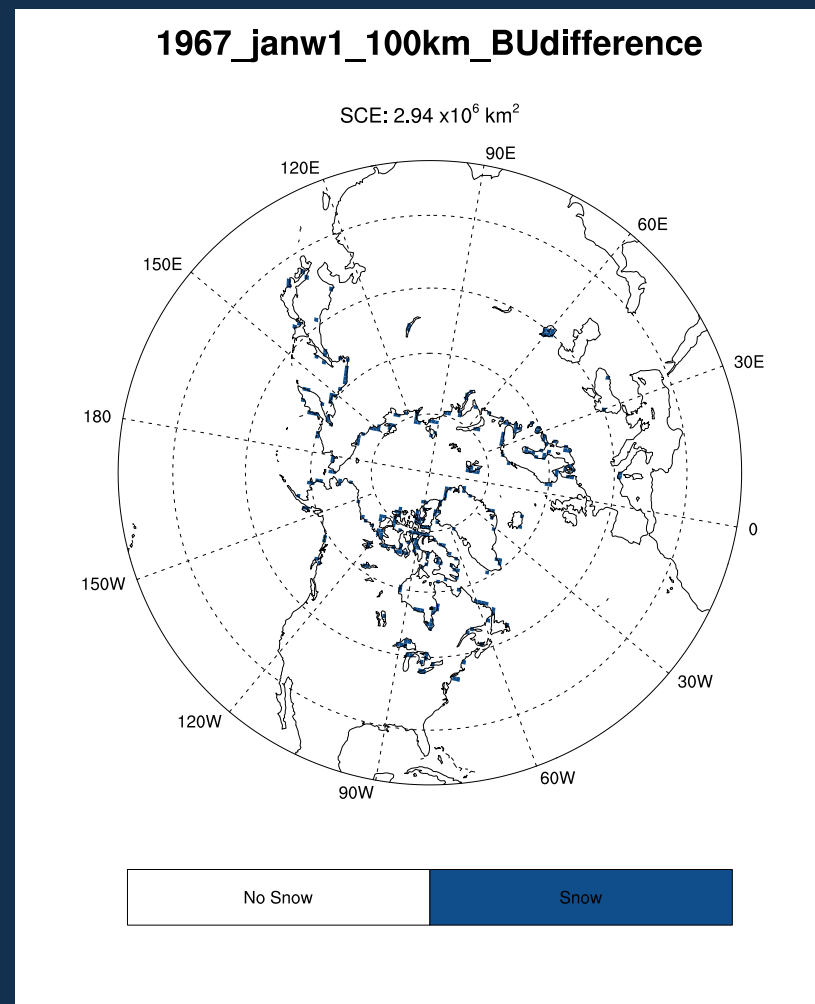 1967_janw1_100km_BUdifference
SCE: 2.94 x10⁶ km²
90E
120E
60E
150E
30E
180
0
150W
30W
120W
60W
90W
No Snow
Snow